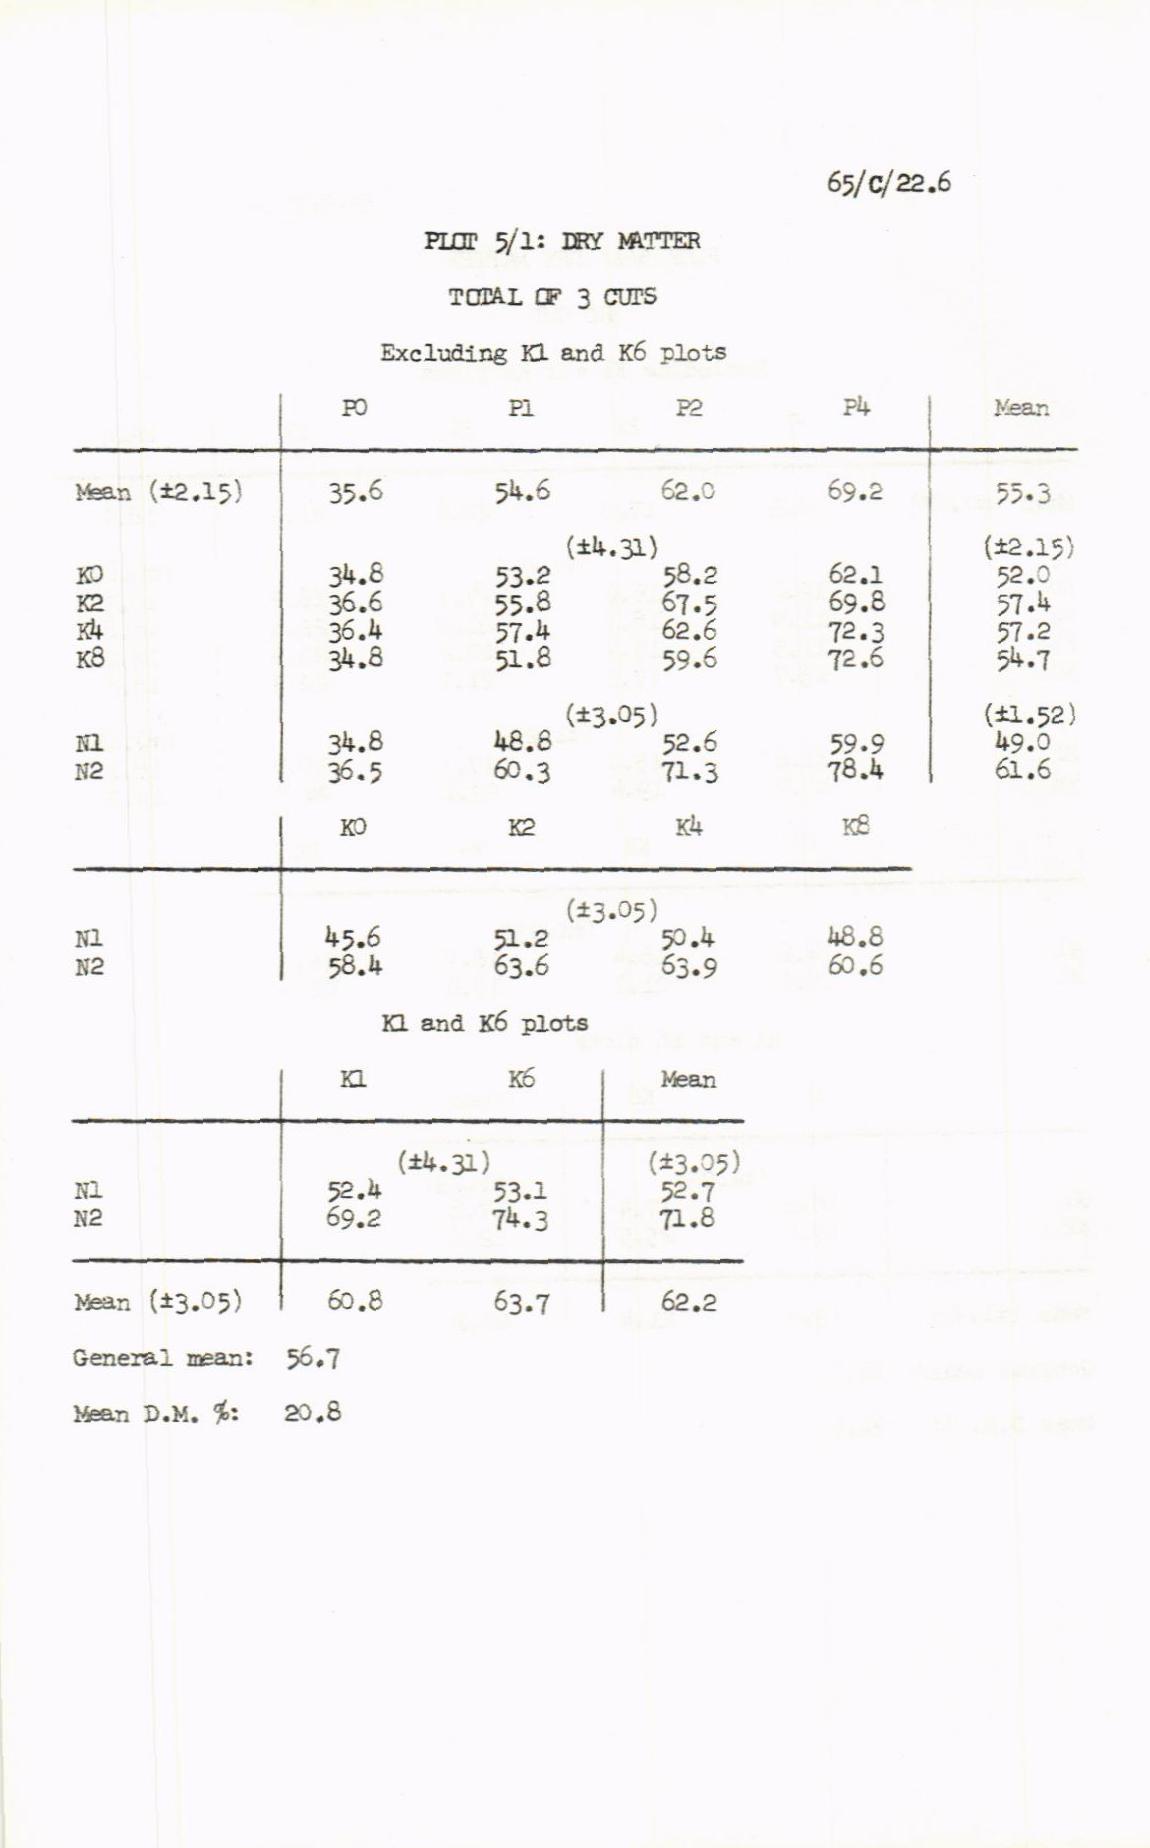 65/C/22.6
PLOT 5/1: DRY MATTER
TOTAL OF 3 CUTS
Excluding K1 and K6 plots
P0 P1 P2 P4 Mean
Mean (±2.15) 35.6 54.6 62.0 69.2 55.3
(±4.31) (±2.15)
K0 34.8 53.2 58.2 62.1 52.0
K2 36.6 55.8 67.5 69.8 57.4
K4 36.4 57.4 62.6 72.3 57.2
K8 34.8 51.8 59.6 72.6 54.7
(±3.05) (±1.52)
N1 34.8 48.8 52.6 59.9 49.0
N2 36.5 60.3 71.3 78.4 61.6
K0 K2 K4 K8
(±3.05)
N1 45.6 51.2 50.4 48.8
N2 58.4 63.6 63.9 60.6
K1 and K6 plots
K1 K6 Mean
(±4.31) (±3.05)
N1 52.4 53.1 52.7
N2 69.2 74.3 71.8
Mean (±3.05) 60.8 63.7 62.2
General mean: 56.7
Mean D.M. %: 20.8